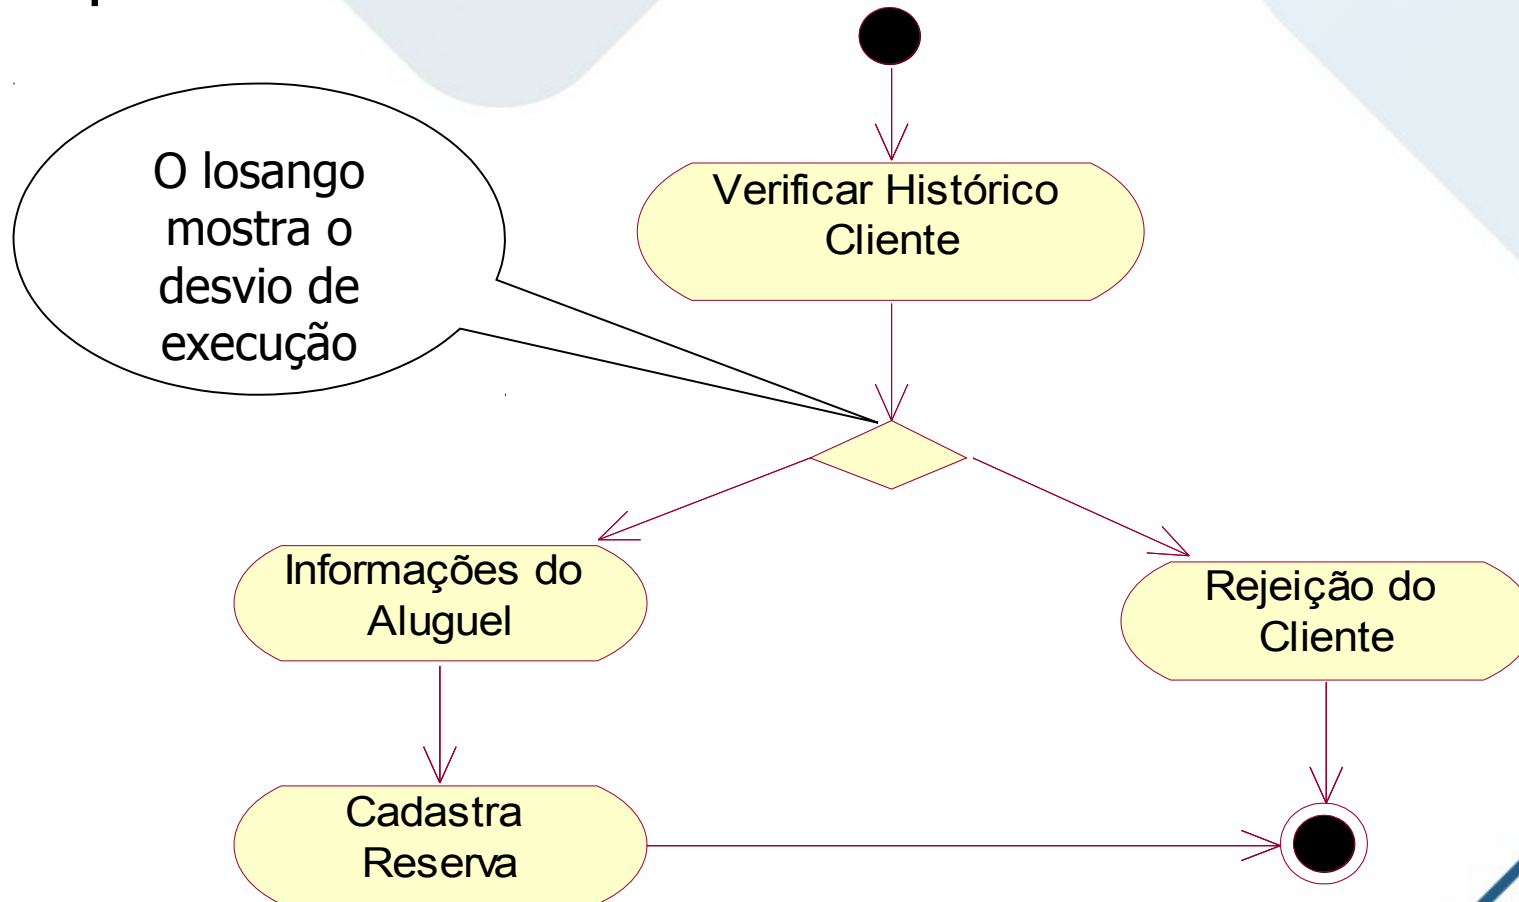 O losango
mostra o
desvio de
execução
Verificar Histórico
Cliente
Informações do
Aluguel
Rejeição do
Cliente
Cadastra
Reserva